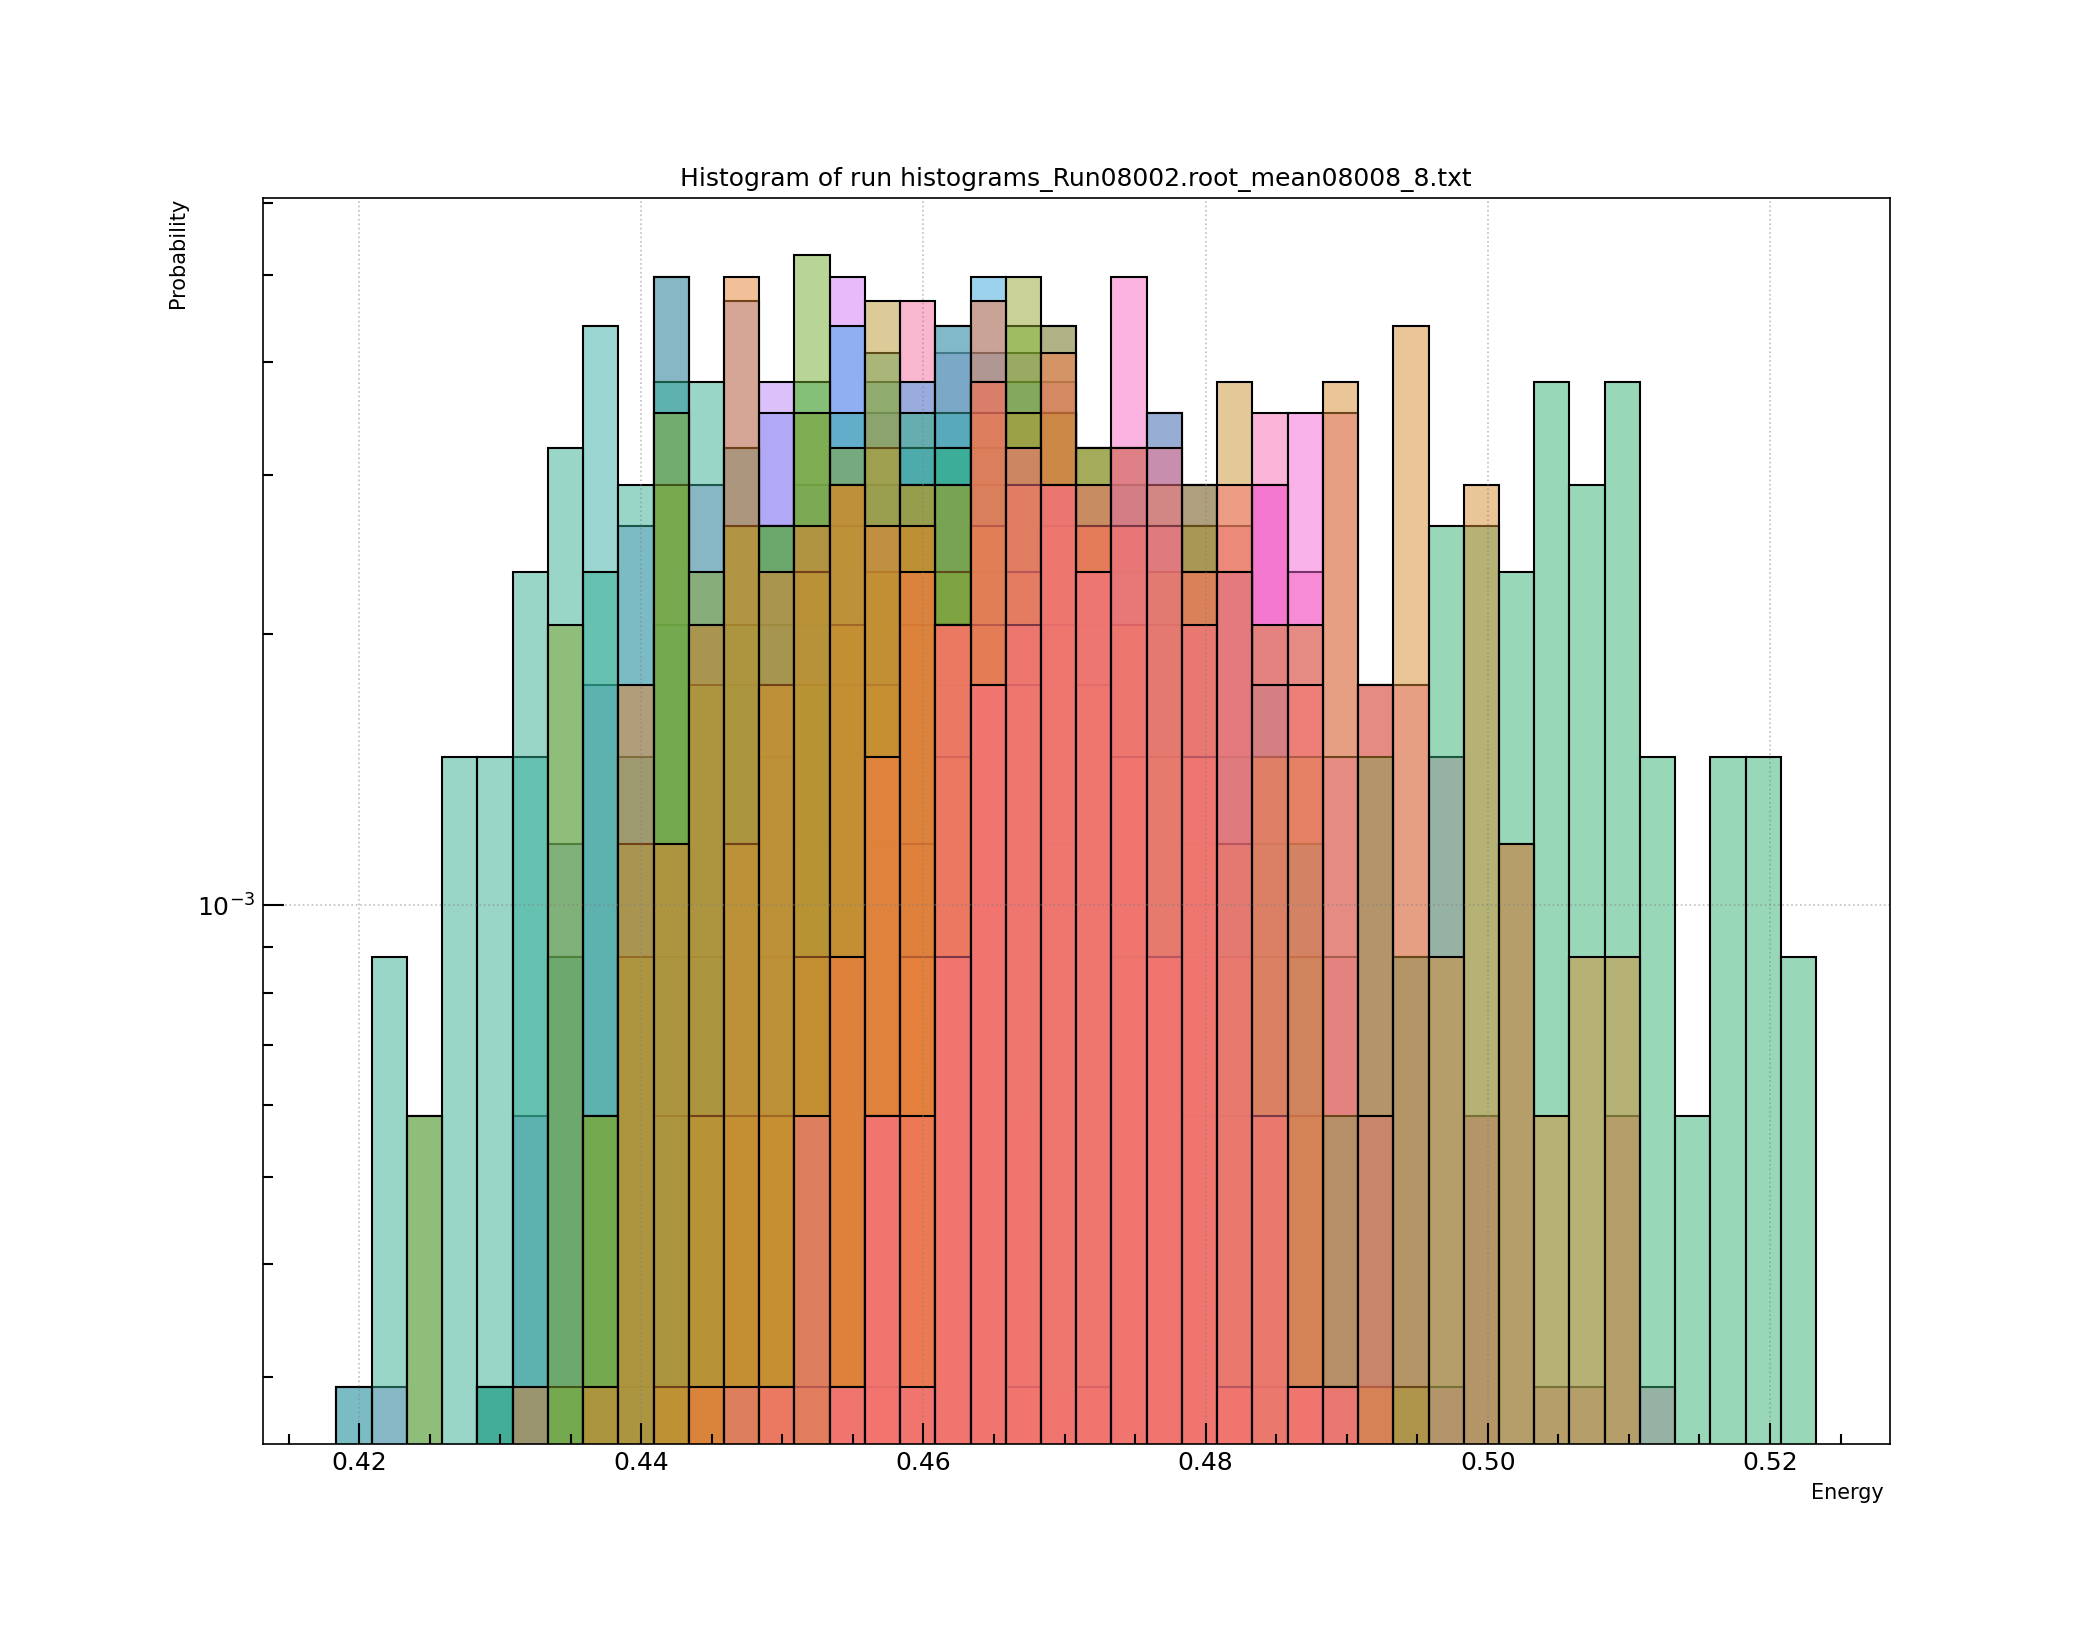 Histogram of run histograms_Run08002.root_mean08008_8.txt
Probability
10⁻³
0.42 0.44 0.46 0.48 0.50 0.52
Energy